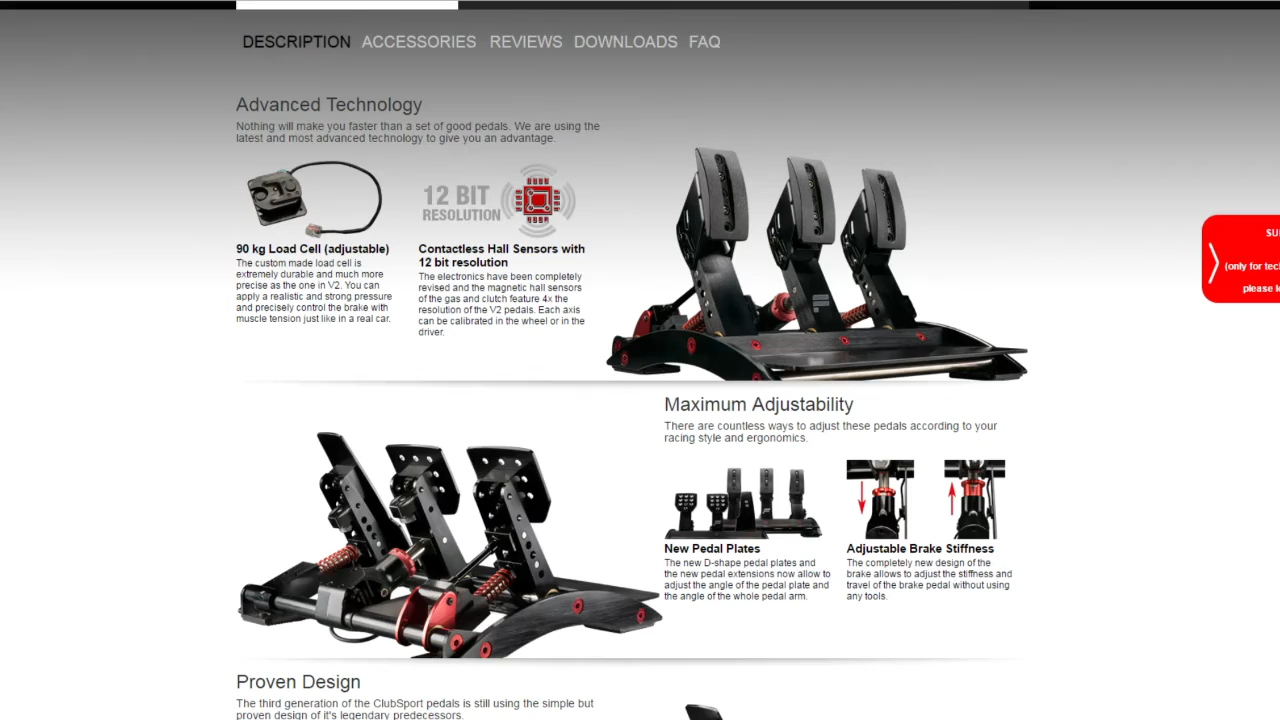 DESCRIPTION ACCESSORIES REVIEWS DOWNLOADS FAQ
Advanced Technology
Nothing will make you faster than a set of good pedals. We are using the
latest and most advanced technology to give you an advantage.
12 BIT
RESOLUTION
90 kg Load Cell (adjustable)
The custom made load cell is
extremely durable and much more
precise as the one in V2. You can
apply a realistic and strong pressure
and precisely control the brake with
muscle tension just like in a real car.
Contactless Hall Sensors with
12 bit resolution
The electronics have been completely
revised and the magnetic hall sensors
of the gas and clutch feature 4x the
resolution of the V2 pedals. Each axis
can be calibrated in the wheel or in the
driver.
(only for tec
please l
Maximum Adjustability
There are countless ways to adjust these pedals according to your
racing style and ergonomics.
New Pedal Plates
The new D-shape pedal plates and
the new pedal extensions now allow to
adjust the angle of the pedal plate and
the angle of the whole pedal arm.
Adjustable Brake Stiffness
The completely new design of the
brake allows to adjust the stiffness and
travel of the brake pedal without using
any tools.
Proven Design
The third generation of the ClubSport pedals is still using the simple but
proven design of it's legendary predecessors.